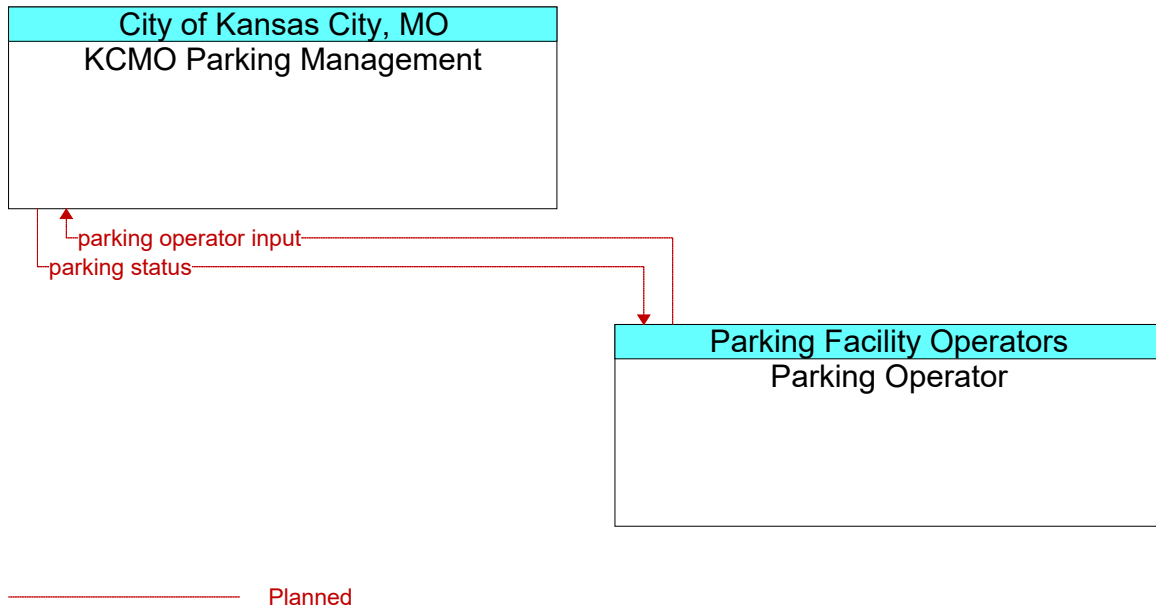 City of Kansas City, MO
KCMO Parking Management
parking operator input
parking status
Parking Facility Operators
Parking Operator
Planned